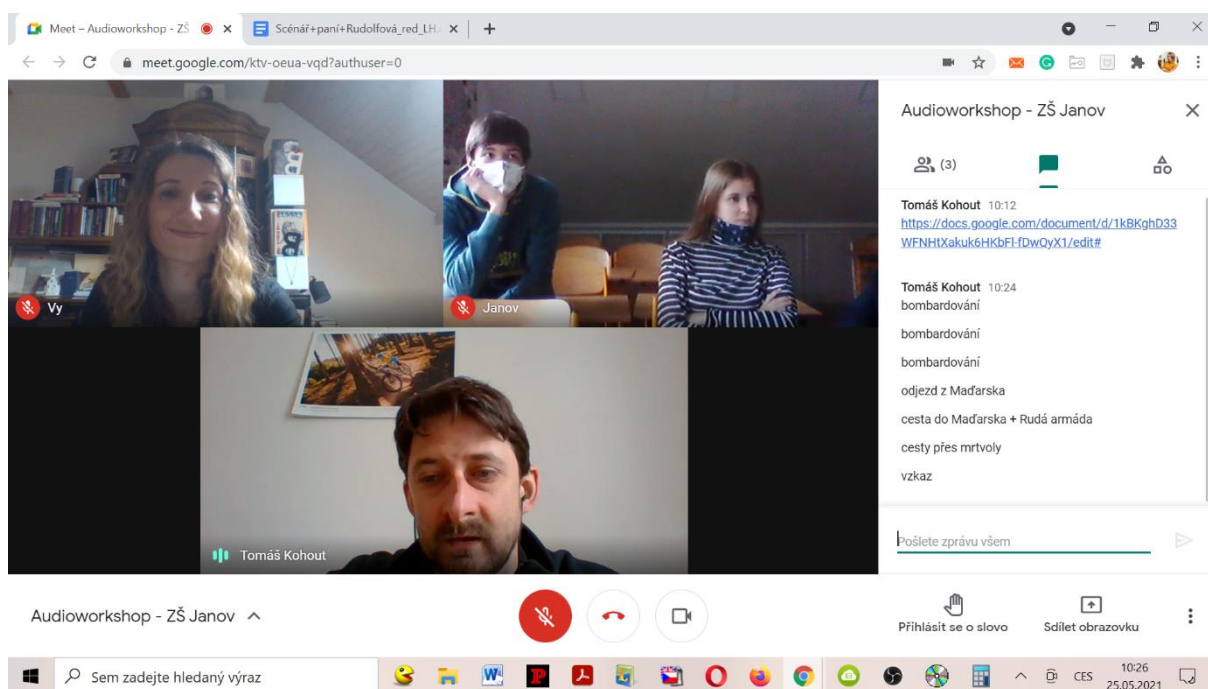 Meet – Audioworkshop - ZŠ
Scénář+paní+Rudolfová_red_LH.
meet.google.com/ktv-oeua-vqd?authuser=0
Audioworkshop - ZŠ Janov
(3)
Tomáš Kohout 10:12
https://docs.google.com/document/d/1kBKghD33
WFNHtXakuk6HKbFl-fDwQyX1/edit#
Tomáš Kohout 10:24
bombardování
bombardování
bombardování
odjezd z Maďarska
cesta do Maďarska + Rudá armáda
cesty přes mrtvoly
vzkaz
Pošlete zprávu všem
Vy
Janov
Tomáš Kohout
Audioworkshop - ZŠ Janov
Přihlásit se o slovo
Sdílet obrazovku
Sem zadejte hledaný výraz
CES
10:26
25.05.2021